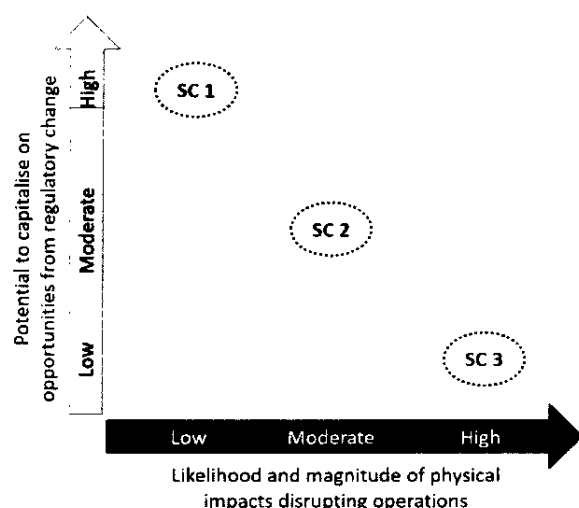 Potential to capitalise on
opportunities from regulatory change
High
Moderate
Low
SC 1
SC 2
SC 3
Low Moderate High
Likelihood and magnitude of physical
impacts disrupting operations